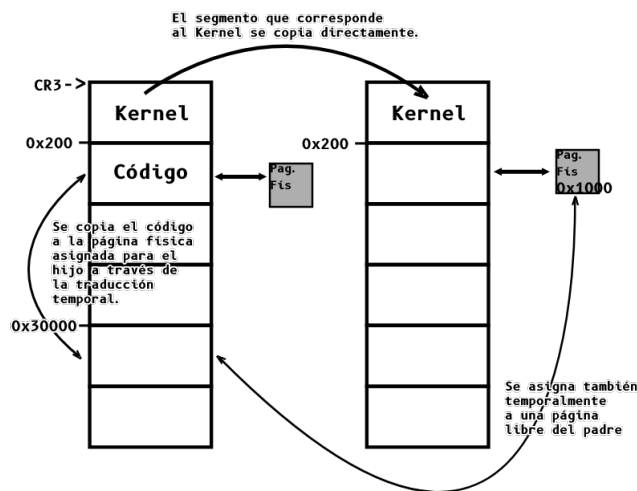 El segmento que corresponde
al Kernel se copia directamente.
CR3->
Kernel
Kernel
0x200
0x200
Código
Pag.
Fis
Pag.
Fis
0x1000
Se copia el código
a la página física
asignada para el
hijo a través de
la traducción
temporal.
0x30000
Se asigna también
temporalmente
a una página
libre del padre